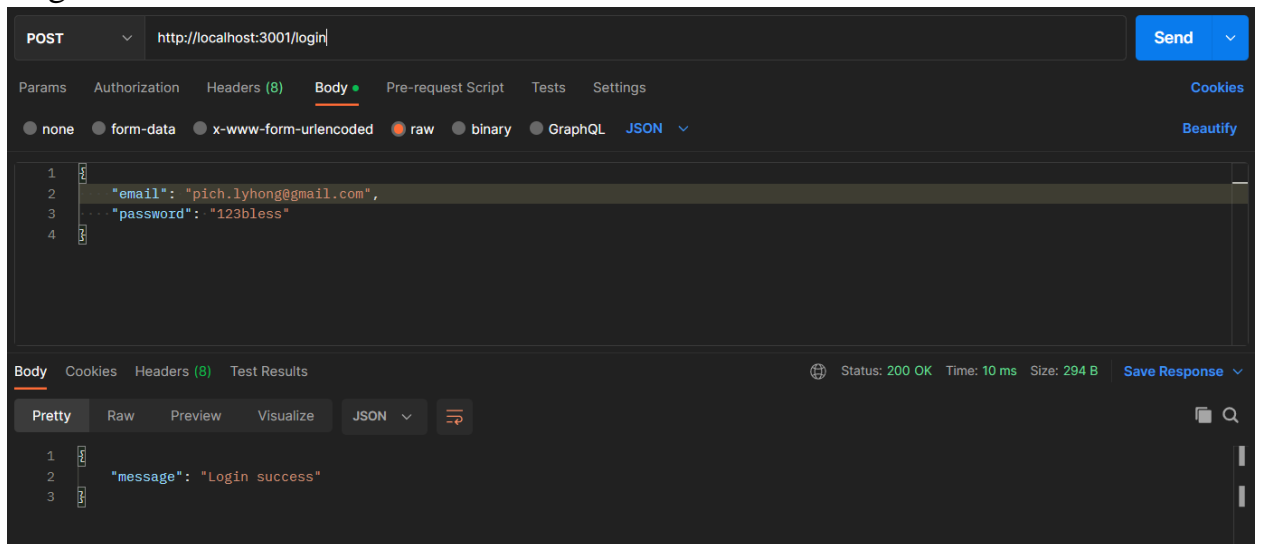 POST http://localhost:3001/login Send
Params Authorization Headers (8) Body Pre-request Script Tests Settings Cookies
none form-data x-www-form-urlencoded raw binary GraphQL JSON Beautify
1 {
2 "email": "pich.lyhong@gmail.com",
3 "password": "123bless"
4 }
Body Cookies Headers (8) Test Results Status: 200 OK Time: 10 ms Size: 294 B Save Response
Pretty Raw Preview Visualize JSON
1 {
2 "message": "Login success"
3 }